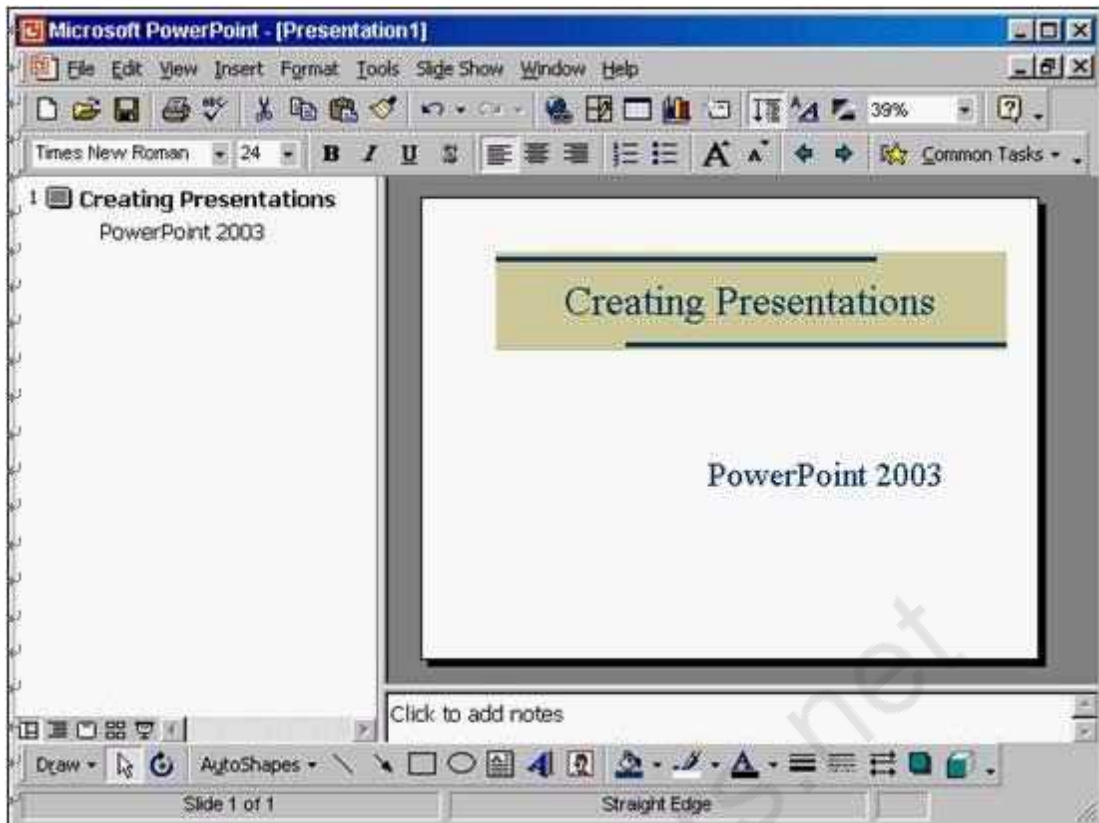 Microsoft PowerPoint - [Presentation1]
File Edit View Insert Format Tools Slide Show Window Help
39%
Times New Roman 24 B I U S A A Common Tasks
1 Creating Presentations
PowerPoint 2003
Creating Presentations
PowerPoint 2003
Click to add notes
Draw AutoShapes
Slide 1 of 1 Straight Edge
s.net